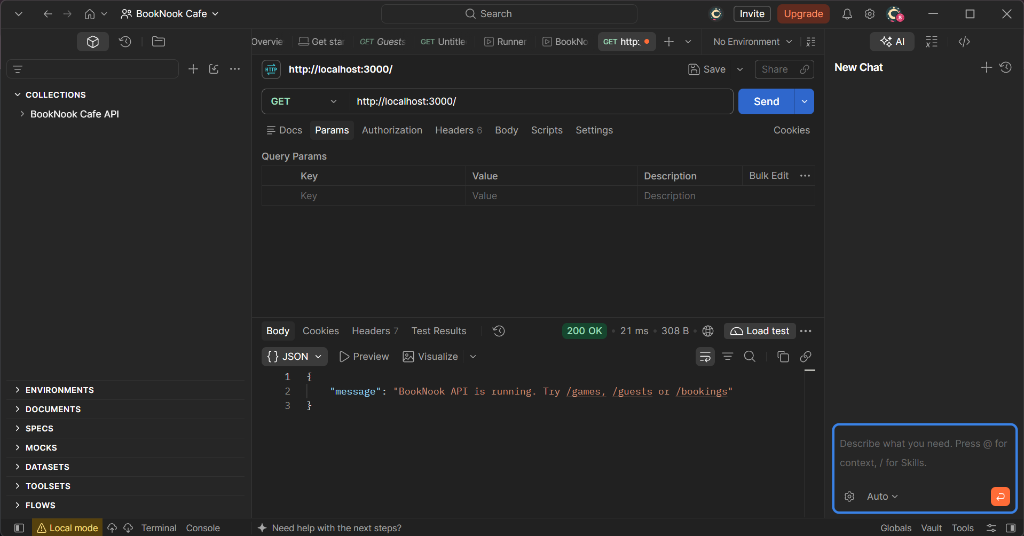 BookNook Cafe
Search
Invite
Upgrade
Overvie
Get sta
GET Guests
GET Untitle
Runner
BookNo
GET http:
No Environment
AI
HTTP
http://localhost:3000/
Save
Share
New Chat
COLLECTIONS
BookNook Cafe API
GET
http://localhost:3000/
Send
Docs
Params
Authorization
Headers 6
Body
Scripts
Settings
Cookies
Query Params
Key
Value
Description
Bulk Edit
Key
Value
Description
Body
Cookies
Headers 7
Test Results
200 OK
21 ms
308 B
Load test
{ } JSON
Preview
Visualize
1 {
2 "message": "BookNook API is running. Try /games, /guests or /bookings"
3 }
ENVIRONMENTS
DOCUMENTS
SPECS
MOCKS
DATASETS
TOOLSETS
FLOWS
Describe what you need. Press @ for
context, / for Skills.
Auto
Local mode
Terminal
Console
Need help with the next steps?
Globals
Vault
Tools